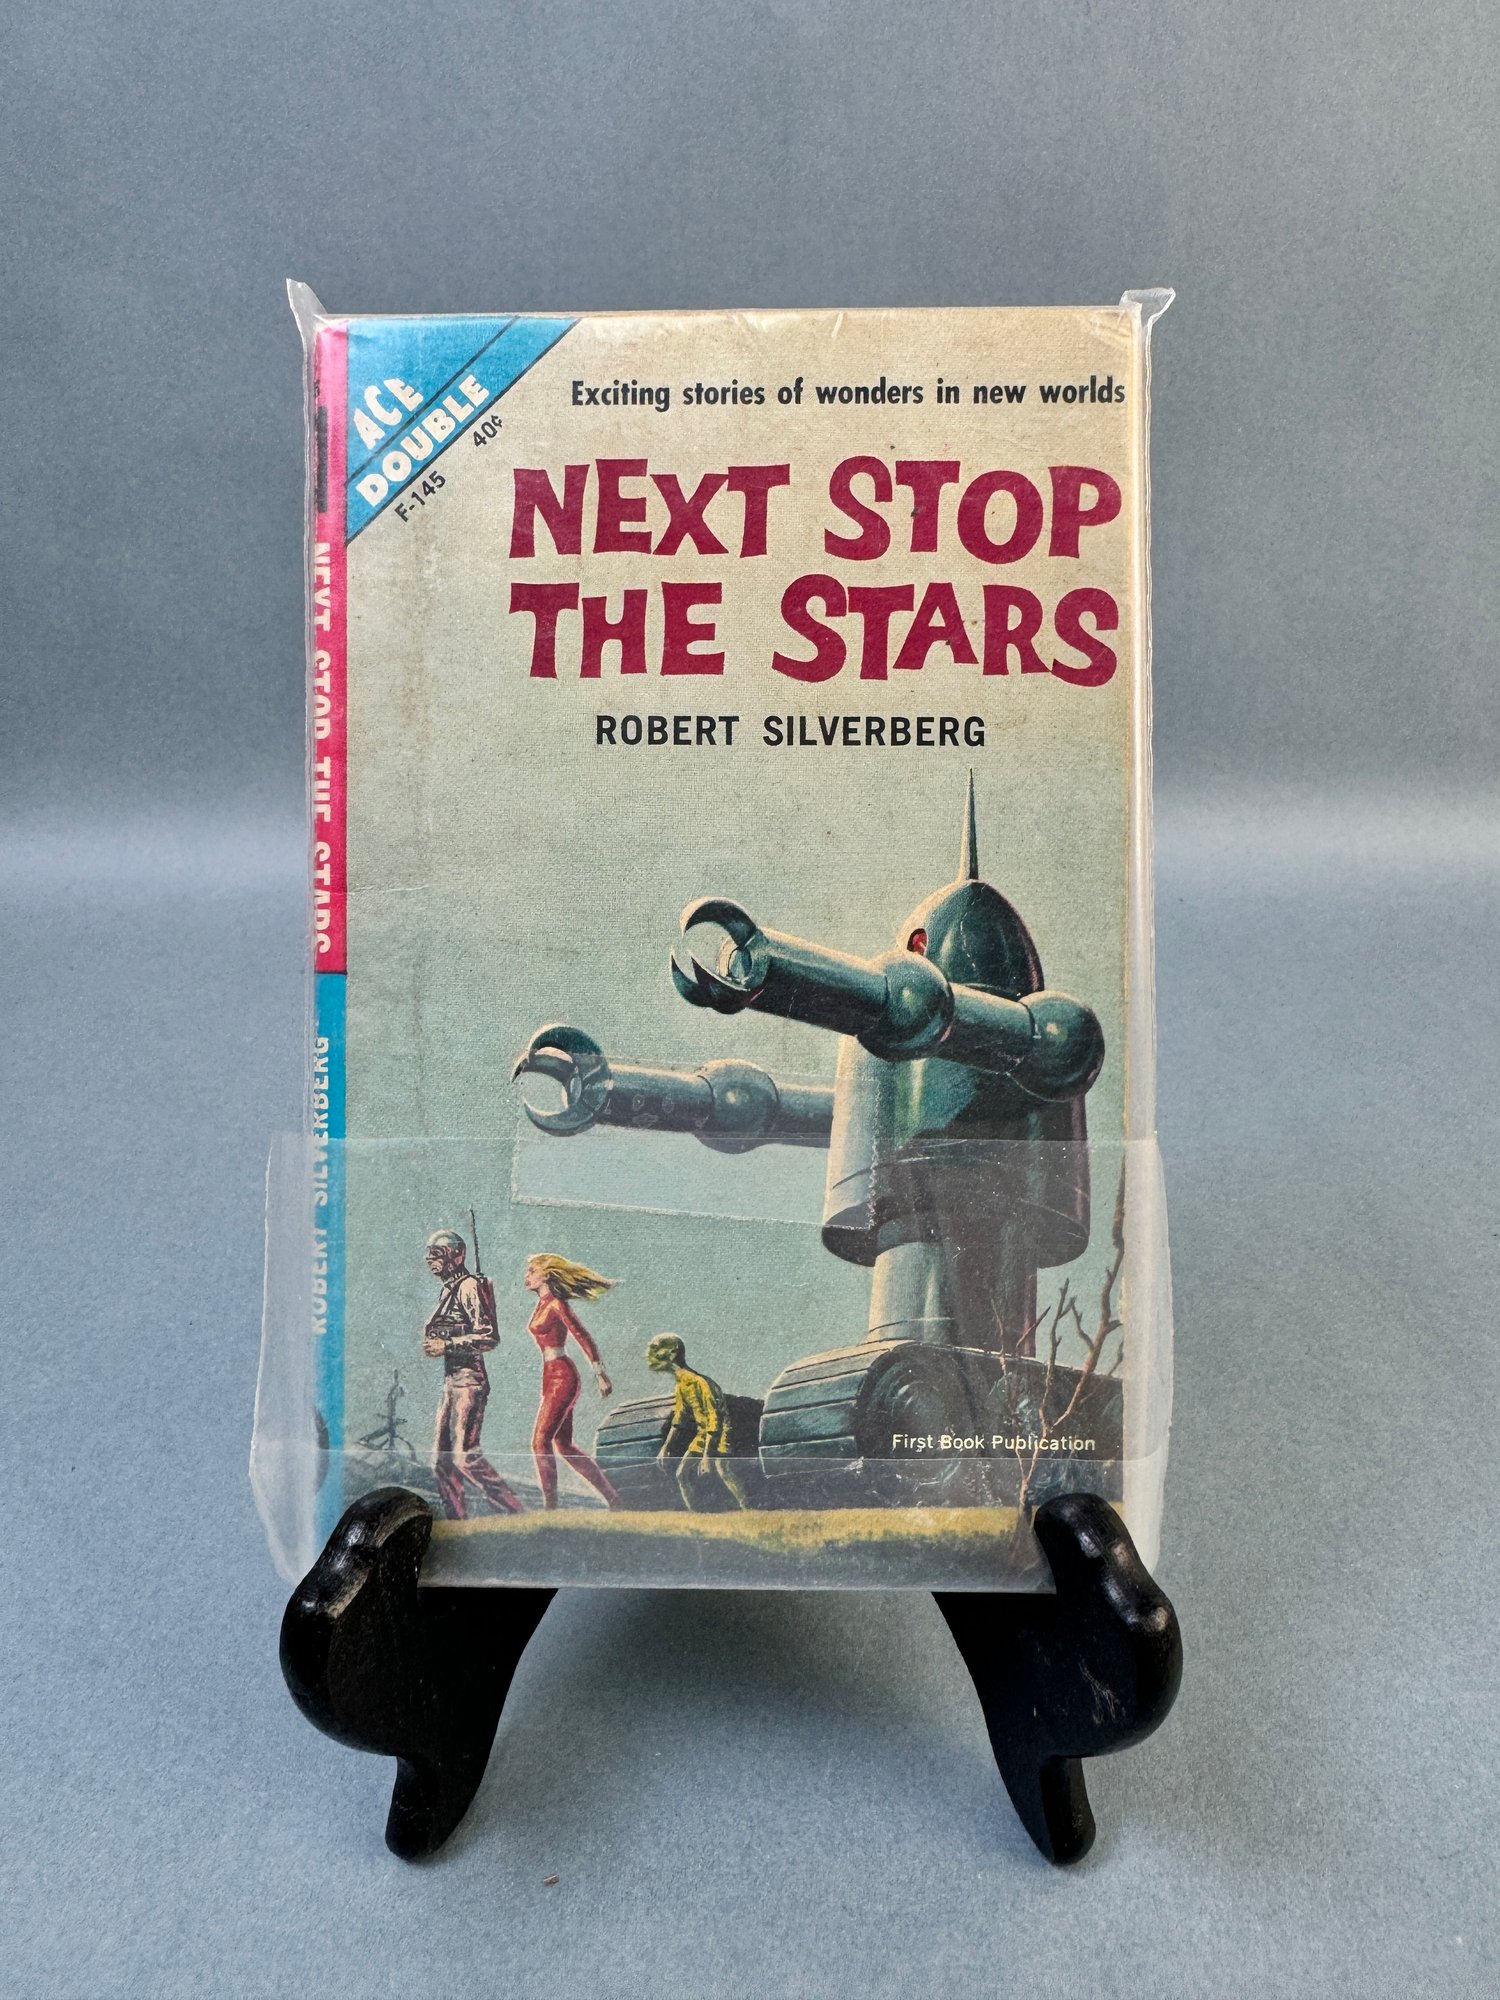 ACE
DOUBLE
F-145 40¢
Exciting stories of wonders in new worlds
NEXT STOP
THE STARS
ROBERT SILVERBERG
First Book Publication
NEXT STOP THE STARS
ROBERT SILVERBERG